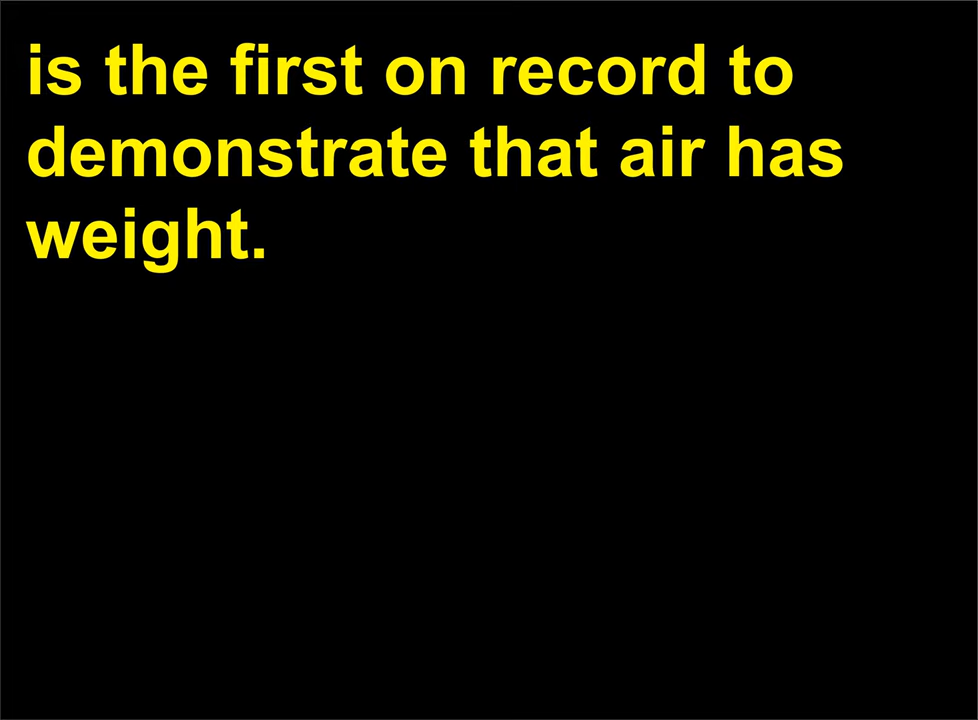 is the first on record to
demonstrate that air has
weight.